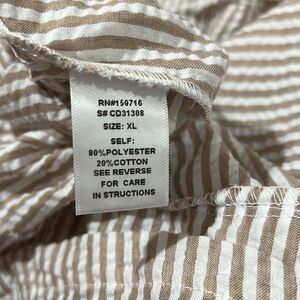 RN#159716
S# CD31308
SIZE: XL
SELF:
80%POLYESTER
20%COTTON
SEE REVERSE
FOR CARE
IN STRUCTIONS